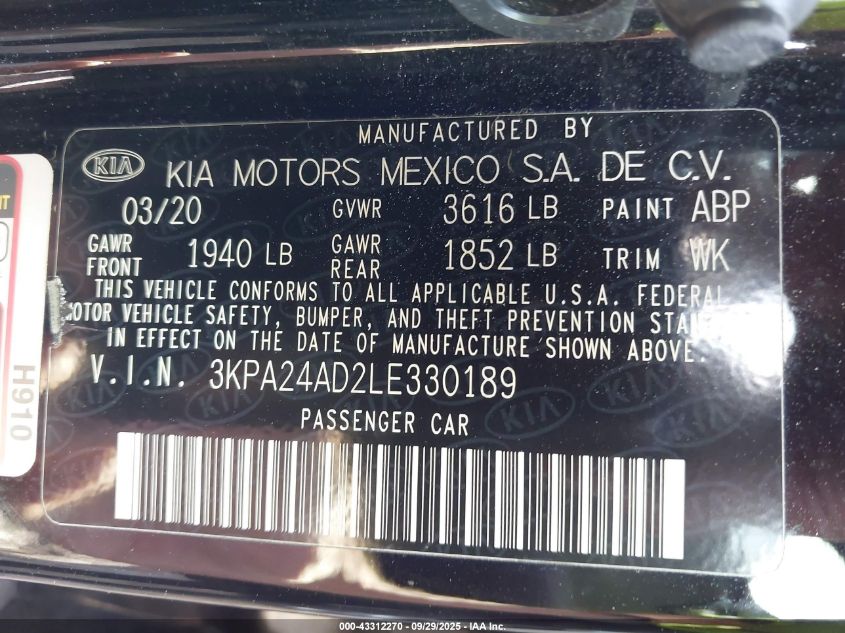 MANUFACTURED BY
KIA KIA MOTORS MEXICO S.A. DE C.V.
03/20 GVWR 3616 LB PAINT ABP
GAWR FRONT 1940 LB GAWR REAR 1852 LB TRIM WK
THIS VEHICLE CONFORMS TO ALL APPLICABLE U.S.A. FEDERAL
MOTOR VEHICLE SAFETY, BUMPER, AND THEFT PREVENTION
IN EFFECT ON THE DATE OF MANUFACTURE SHOWN ABOVE.
V.I.N. 3KPA24AD2LE330189
PASSENGER CAR
H910
000-43312270 - 09/29/2025 - IAA Inc.